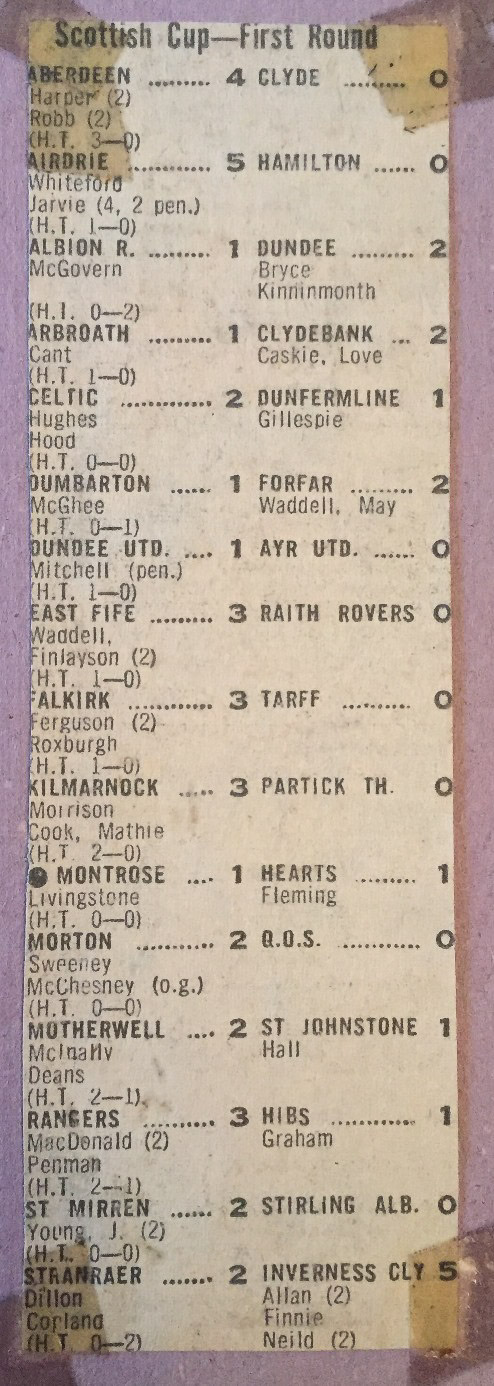 Scottish Cup—First Round
ABERDEEN ......... 4 CLYDE ......... 0
Harper (2)
Robb (2)
(H.T. 3—0)
AIRDRIE ............ 5 HAMILTON ...... 0
Whiteford
Jarvie (4, 2 pen.)
(H.T. 1—0)
ALBION R. ......... 1 DUNDEE ......... 2
McGovern Bryce
Kinninmonth
(H.T. 0—2)
ARBROATH ......... 1 CLYDEBANK ... 2
Cant Caskie, Love
(H.T. 1—0)
CELTIC ............. 2 DUNFERMLINE 1
Hughes Gillespie
Hood
(H.T. 0—0)
DUMBARTON ...... 1 FORFAR ......... 2
McGhee Waddell, May
(H.T. 0—1)
DUNDEE UTD. .... 1 AYR UTD. ...... 0
Mitchell (pen.)
(H.T. 1—0)
EAST FIFE ......... 3 RAITH ROVERS 0
Waddell,
Finlayson (2)
(H.T. 1—0)
FALKIRK ............ 3 TARFF .......... 0
Ferguson (2)
Roxburgh
(H.T. 1—0)
KILMARNOCK ..... 3 PARTICK TH. 0
Morrison
Cook, Mathie
(H.T. 2—0)
● MONTROSE .... 1 HEARTS ......... 1
Livingstone Fleming
(H.T. 0—0)
MORTON ........... 2 Q.O.S. ........... 0
Sweeney
McChesney (o.g.)
(H.T. 0—0)
MOTHERWELL .... 2 ST JOHNSTONE 1
McInally Hall
Deans
(H.T. 2—1)
RANGERS .......... 3 HIBS ............ 1
MacDonald (2) Graham
Penman
(H.T. 2—1)
ST MIRREN ...... 2 STIRLING ALB. 0
Young, J. (2)
(H.T. 0—0)
STRANRAER ....... 2 INVERNESS CLY 5
Dillon Allan (2)
Copland Finnie
(H.T. 0—2) Neild (2)